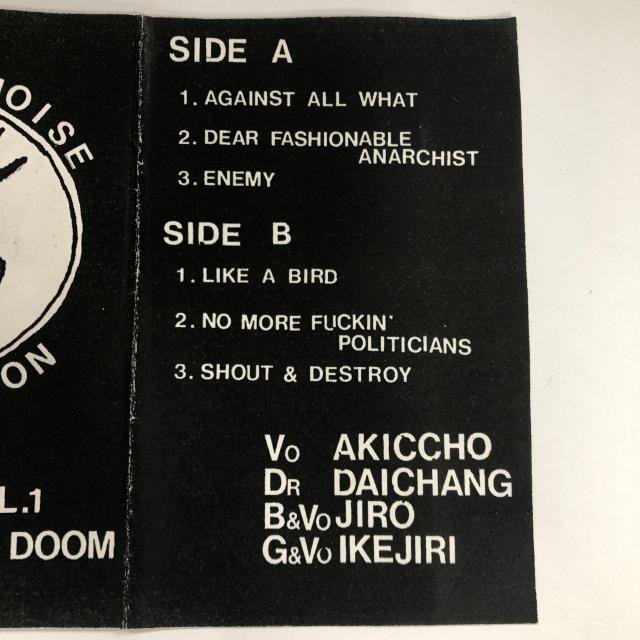 NOISE
ON
L.1
DOOM
SIDE A
1. AGAINST ALL WHAT
2. DEAR FASHIONABLE
ANARCHIST
3. ENEMY
SIDE B
1. LIKE A BIRD
2. NO MORE FUCKIN'
POLITICIANS
3. SHOUT & DESTROY
Vo AKICCHO
DR DAICHANG
B&Vo JIRO
G&Vo IKEJIRI